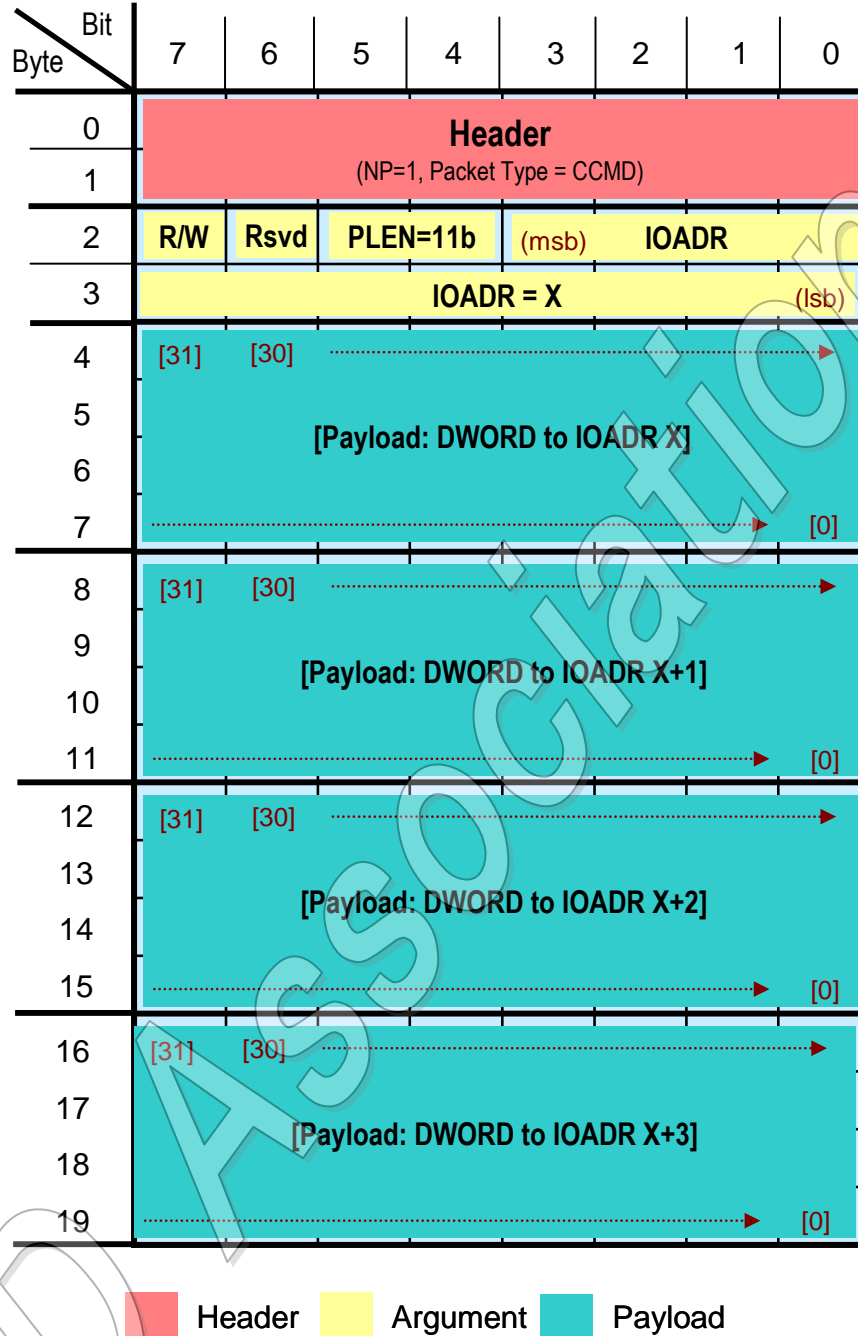 Bit
Byte 7 6 5 4 3 2 1 0
0 Header
1 (NP=1, Packet Type = CCMD)
2 R/W Rsvd PLEN=11b (msb) IOADR
3 IOADR = X (lsb)
4 [31] [30]
5 [Payload: DWORD to IOADR X]
6
7 [0]
8 [31] [30]
9 [Payload: DWORD to IOADR X+1]
10
11 [0]
12 [31] [30]
13 [Payload: DWORD to IOADR X+2]
14
15 [0]
16 [31] [30]
17 [Payload: DWORD to IOADR X+3]
18
19 [0]
Header Argument Payload
D Association